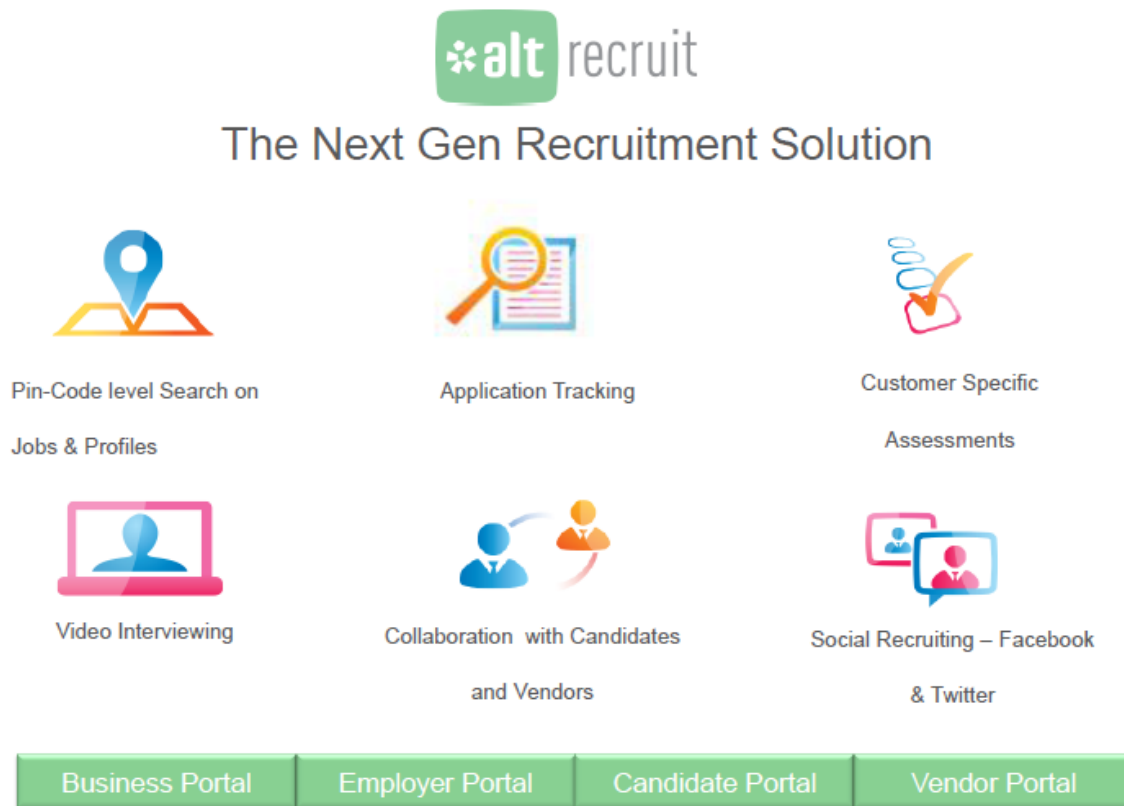 *alt recruit
The Next Gen Recruitment Solution
Pin-Code level Search on
Jobs & Profiles
Application Tracking
Customer Specific
Assessments
Video Interviewing
Collaboration with Candidates
and Vendors
Social Recruiting – Facebook
& Twitter
Business Portal
Employer Portal
Candidate Portal
Vendor Portal